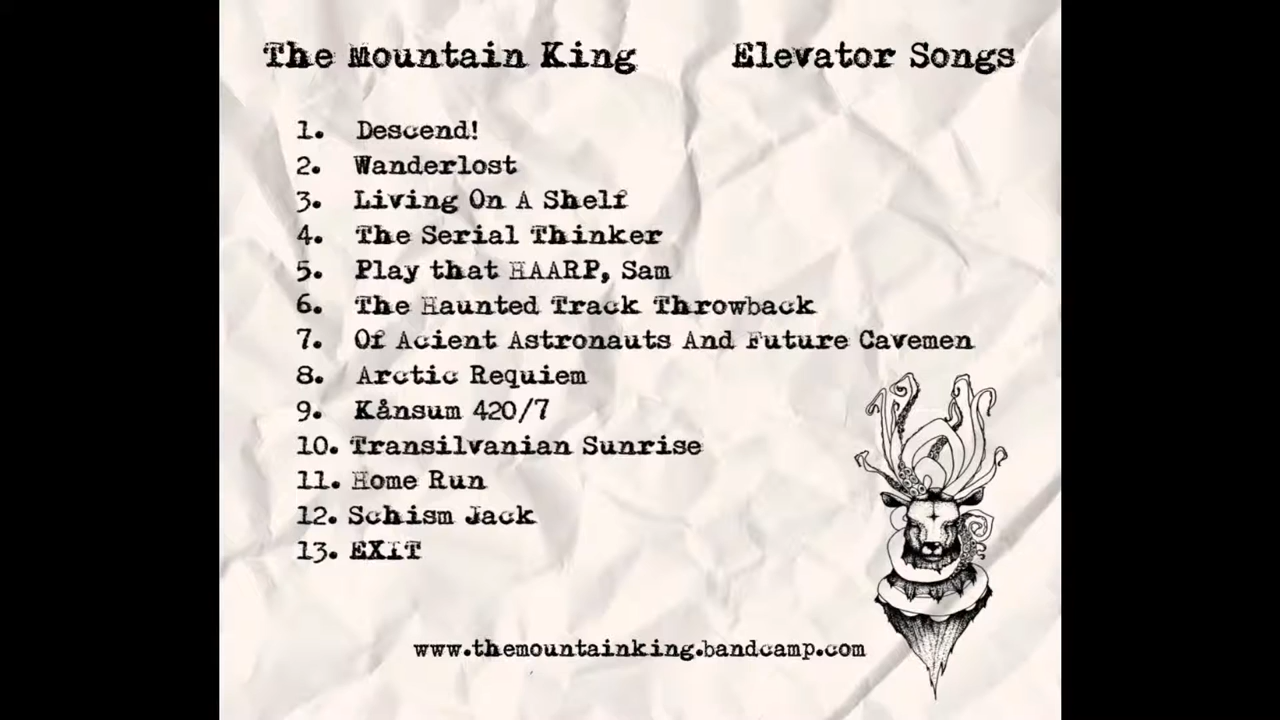 The Mountain King Elevator Songs
1. Descend!
2. Wanderlost
3. Living On A Shelf
4. The Serial Thinker
5. Play that HAARP, Sam
6. The Haunted Track Throwback
7. Of Acient Astronauts And Future Cavemen
8. Arctic Requiem
9. Kånsum 420/7
10. Transilvanian Sunrise
11. Home Run
12. Schism Jack
13. EXIT
www.themountainking.bandcamp.com